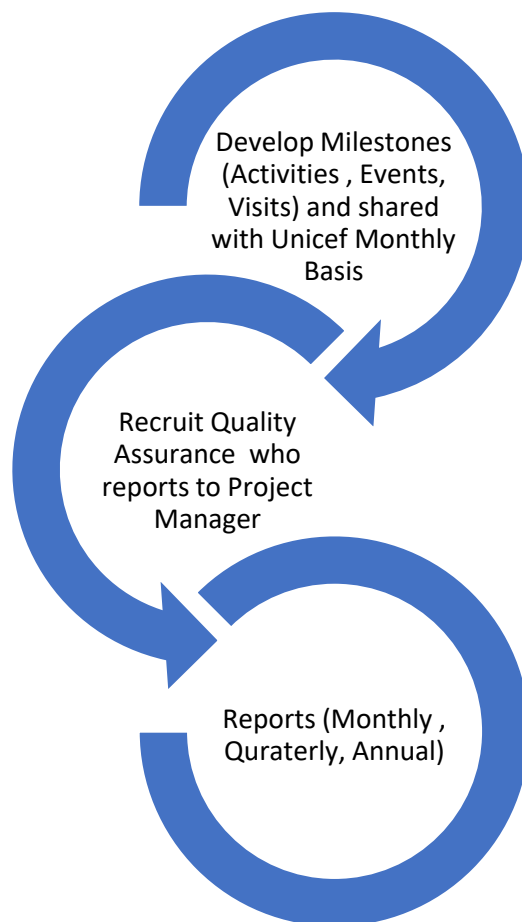 Develop Milestones
(Activities , Events,
Visits) and shared
with Unicef Monthly
Basis
Recruit Quality
Assurance  who
reports to Project
Manager
Reports (Monthly ,
Quraterly, Annual)